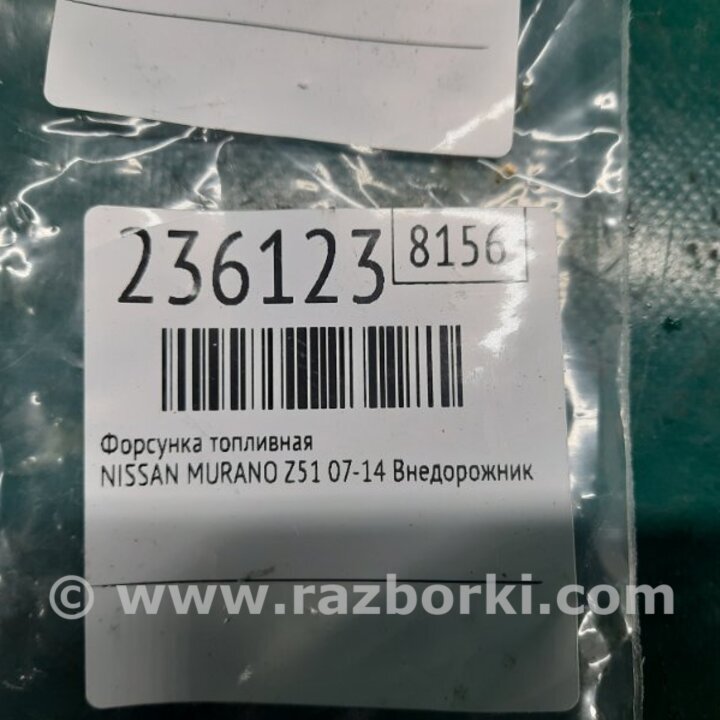 236123
8156
Форсунка топливная
NISSAN MURANO Z51 07-14 Внедорожник
© www.razborki.com